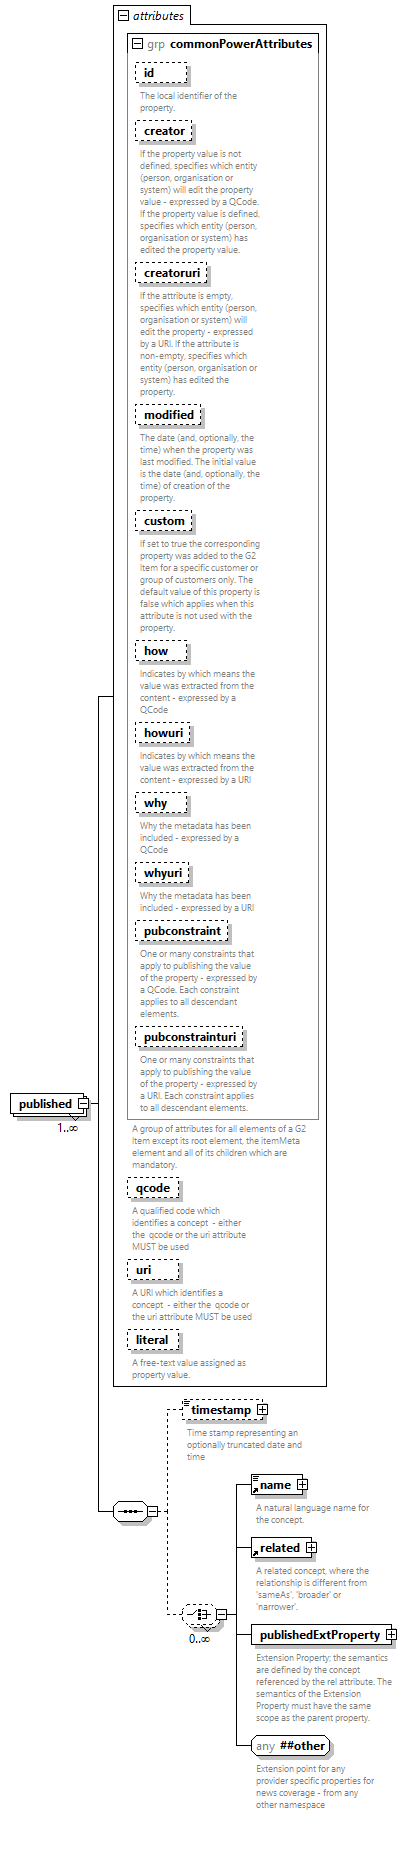 attributes
grp commonPowerAttributes
id
The local identifier of the
property.
creator
If the property value is not
defined, specifies which entity
(person, organisation or
system) will edit the property
value - expressed by a QCode.
If the property value is defined,
specifies which entity (person,
organisation or system) has
edited the property value.
creatoruri
If the attribute is empty,
specifies which entity (person,
organisation or system) will
edit the property - expressed
by a URI. If the attribute is
non-empty, specifies which
entity (person, organisation or
system) has edited the
property.
modified
The date (and, optionally, the
time) when the property was
last modified. The initial value
is the date (and, optionally, the
time) of creation of the
property.
custom
If set to true the corresponding
property was added to the G2
Item for a specific customer or
group of customers only. The
default value of this property is
false which applies when this
attribute is not used with the
property.
how
Indicates by which means the
value was extracted from the
content - expressed by a
QCode
howuri
Indicates by which means the
value was extracted from the
content - expressed by a URI
why
Why the metadata has been
included - expressed by a
QCode
whyuri
Why the metadata has been
included - expressed by a URI
pubconstraint
One or many constraints that
apply to publishing the value
of the property - expressed by
a QCode. Each constraint
applies to all descendant
elements.
pubconstrainturi
One or many constraints that
apply to publishing the value
of the property - expressed by
a URI. Each constraint applies
to all descendant elements.
published
1..∞
A group of attributes for all elements of a G2
Item except its root element, the itemMeta
element and all of its children which are
mandatory.
qcode
A qualified code which
identifies a concept - either
the qcode or the uri attribute
MUST be used
uri
A URI which identifies a
concept - either the qcode or
the uri attribute MUST be used
literal
A free-text value assigned as
property value.
timestamp
Time stamp representing an
optionally truncated date and
time
name
A natural language name for
the concept.
related
A related concept, where the
relationship is different from
'sameAs', 'broader' or
'narrower'.
0..∞
publishedExtProperty
Extension Property; the semantics
are defined by the concept
referenced by the rel attribute. The
semantics of the Extension
Property must have the same
scope as the parent property.
any ##other
Extension point for any
provider specific properties for
news coverage - from any
other namespace